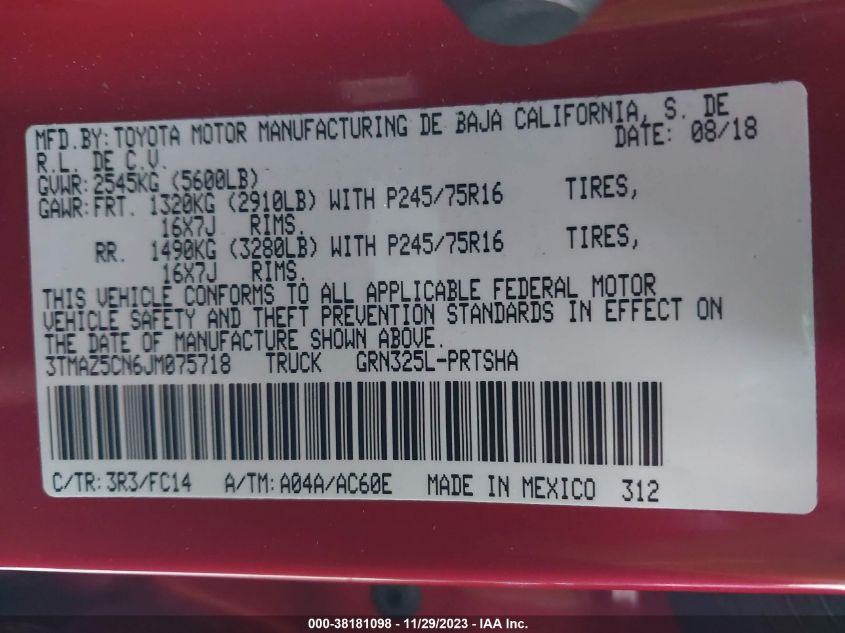 MFD.BY:TOYOTA MOTOR MANUFACTURING DE BAJA CALIFORNIA, S. DE
R.L. DE C.V. DATE: 08/18
GVWR:2545KG (5600LB)
GAWR:FRT. 1320KG (2910LB) WITH P245/75R16 TIRES,
16X7J RIMS.
RR. 1490KG (3280LB) WITH P245/75R16 TIRES,
16X7J RIMS.
THIS VEHICLE CONFORMS TO ALL APPLICABLE FEDERAL MOTOR
VEHICLE SAFETY AND THEFT PREVENTION STANDARDS IN EFFECT ON
THE DATE OF MANUFACTURE SHOWN ABOVE.
3TMAZ5CN6JM075718 TRUCK GRN325L-PRTSHA
C/TR:3R3/FC14 A/TM:A04A/AC60E MADE IN MEXICO 312
000-38181098 - 11/29/2023 - IAA Inc.